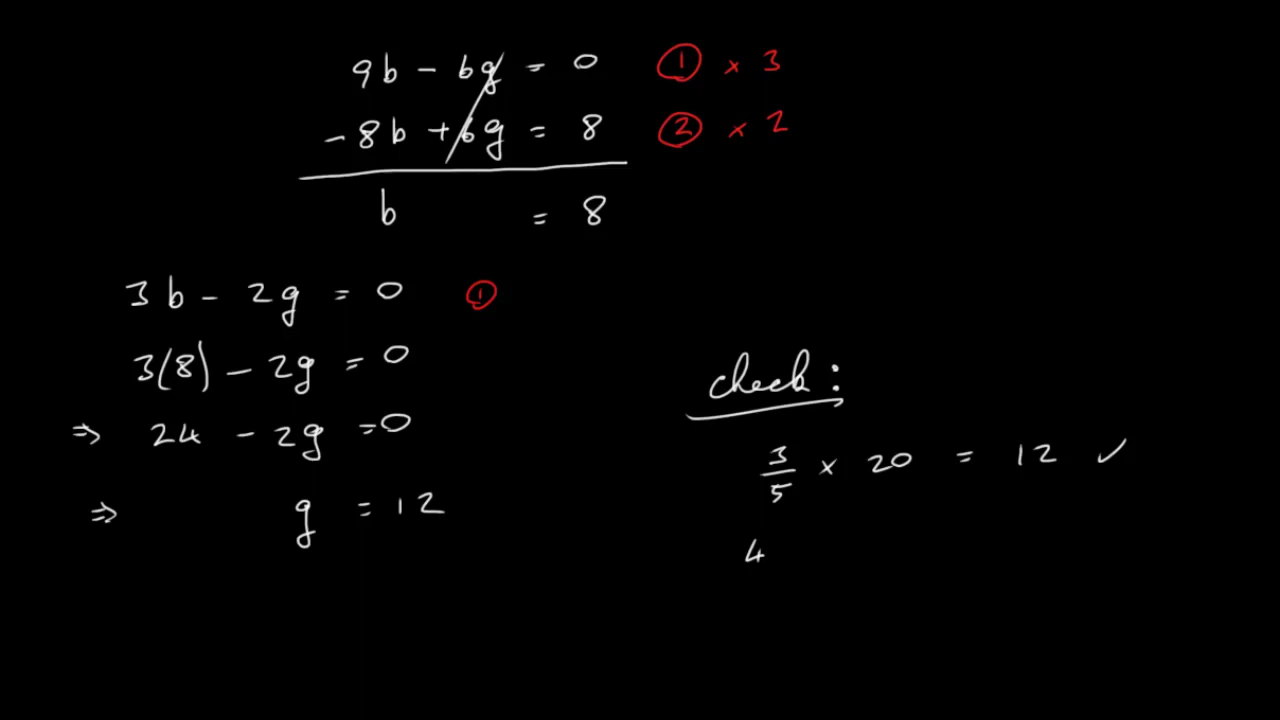 9b - 6g = 0 ① × 3
- 8b + 6g = 8 ② × 2
b = 8
3b - 2g = 0 ①
3(8) - 2g = 0
⇒ 24 - 2g = 0
⇒ g = 12
check:
3/5 × 20 = 12 ✓
4